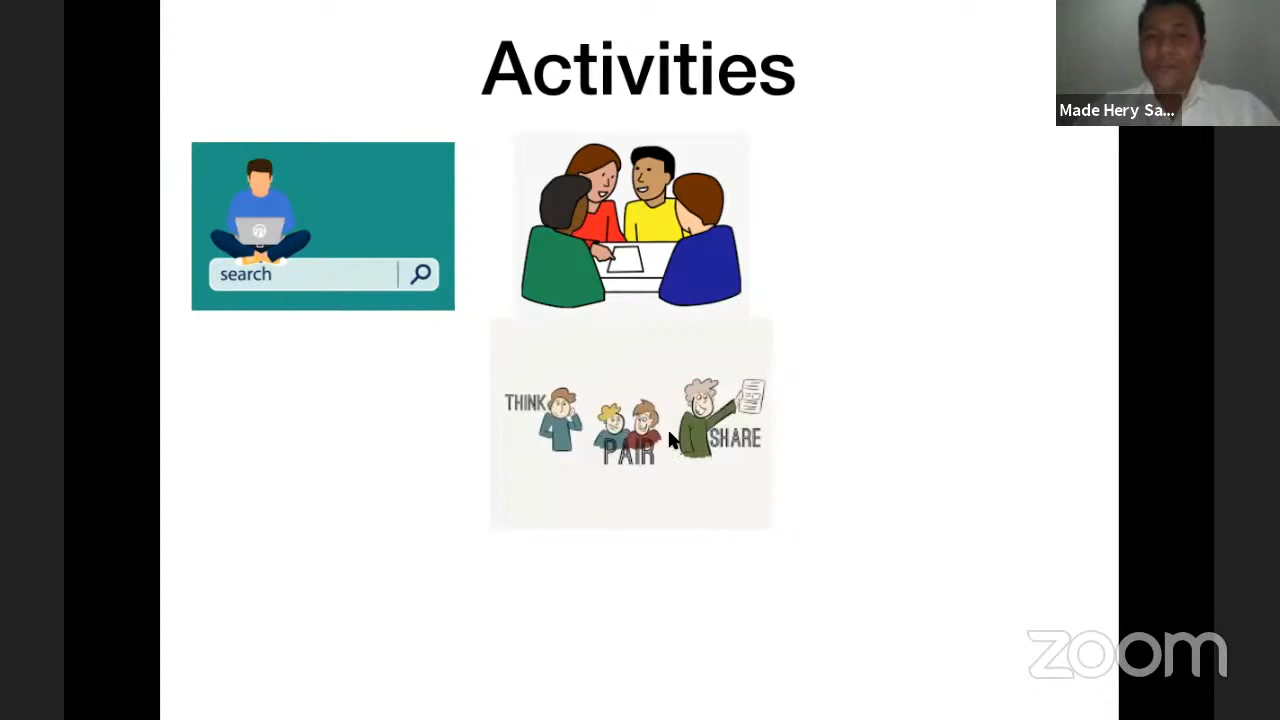 Activities
Made Hery Sa...
search
THINK
PAIR
SHARE
zoom